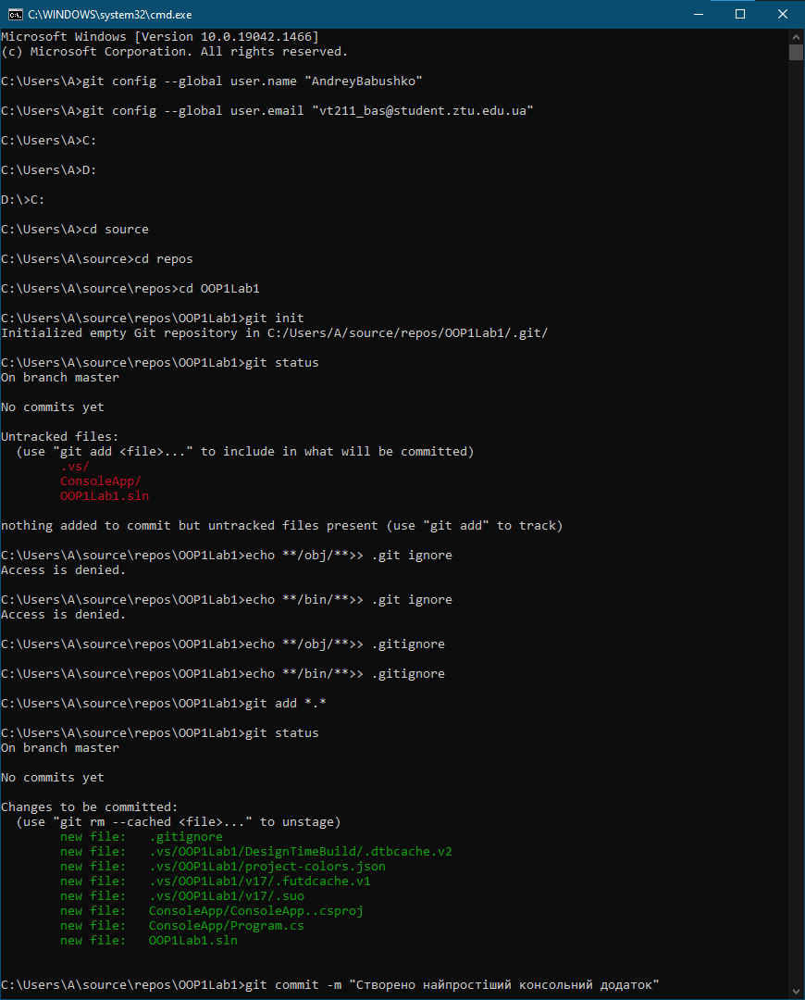 C:\WINDOWS\system32\cmd.exe
Microsoft Windows [Version 10.0.19042.1466]
(c) Microsoft Corporation. All rights reserved.
C:\Users\A>git config --global user.name "AndreyBabushko"
C:\Users\A>git config --global user.email "vt211_bas@student.ztu.edu.ua"
C:\Users\A>C:
C:\Users\A>D:
D:\>C:
C:\Users\A>cd source
C:\Users\A\source>cd repos
C:\Users\A\source\repos>cd OOP1Lab1
C:\Users\A\source\repos\OOP1Lab1>git init
Initialized empty Git repository in C:/Users/A/source/repos/OOP1Lab1/.git/
C:\Users\A\source\repos\OOP1Lab1>git status
On branch master
No commits yet
Untracked files:
  (use "git add <file>..." to include in what will be committed)
        .vs/
        ConsoleApp/
        OOP1Lab1.sln
nothing added to commit but untracked files present (use "git add" to track)
C:\Users\A\source\repos\OOP1Lab1>echo **/obj/**>> .git ignore
Access is denied.
C:\Users\A\source\repos\OOP1Lab1>echo **/bin/**>> .git ignore
Access is denied.
C:\Users\A\source\repos\OOP1Lab1>echo **/obj/**>> .gitignore
C:\Users\A\source\repos\OOP1Lab1>echo **/bin/**>> .gitignore
C:\Users\A\source\repos\OOP1Lab1>git add *.*
C:\Users\A\source\repos\OOP1Lab1>git status
On branch master
No commits yet
Changes to be committed:
  (use "git rm --cached <file>..." to unstage)
        new file:   .gitignore
        new file:   .vs/OOP1Lab1/DesignTimeBuild/.dtbcache.v2
        new file:   .vs/OOP1Lab1/project-colors.json
        new file:   .vs/OOP1Lab1/v17/.futdcache.v1
        new file:   .vs/OOP1Lab1/v17/.suo
        new file:   ConsoleApp/ConsoleApp..csproj
        new file:   ConsoleApp/Program.cs
        new file:   OOP1Lab1.sln
C:\Users\A\source\repos\OOP1Lab1>git commit -m "Створено найпростіший консольний додаток"